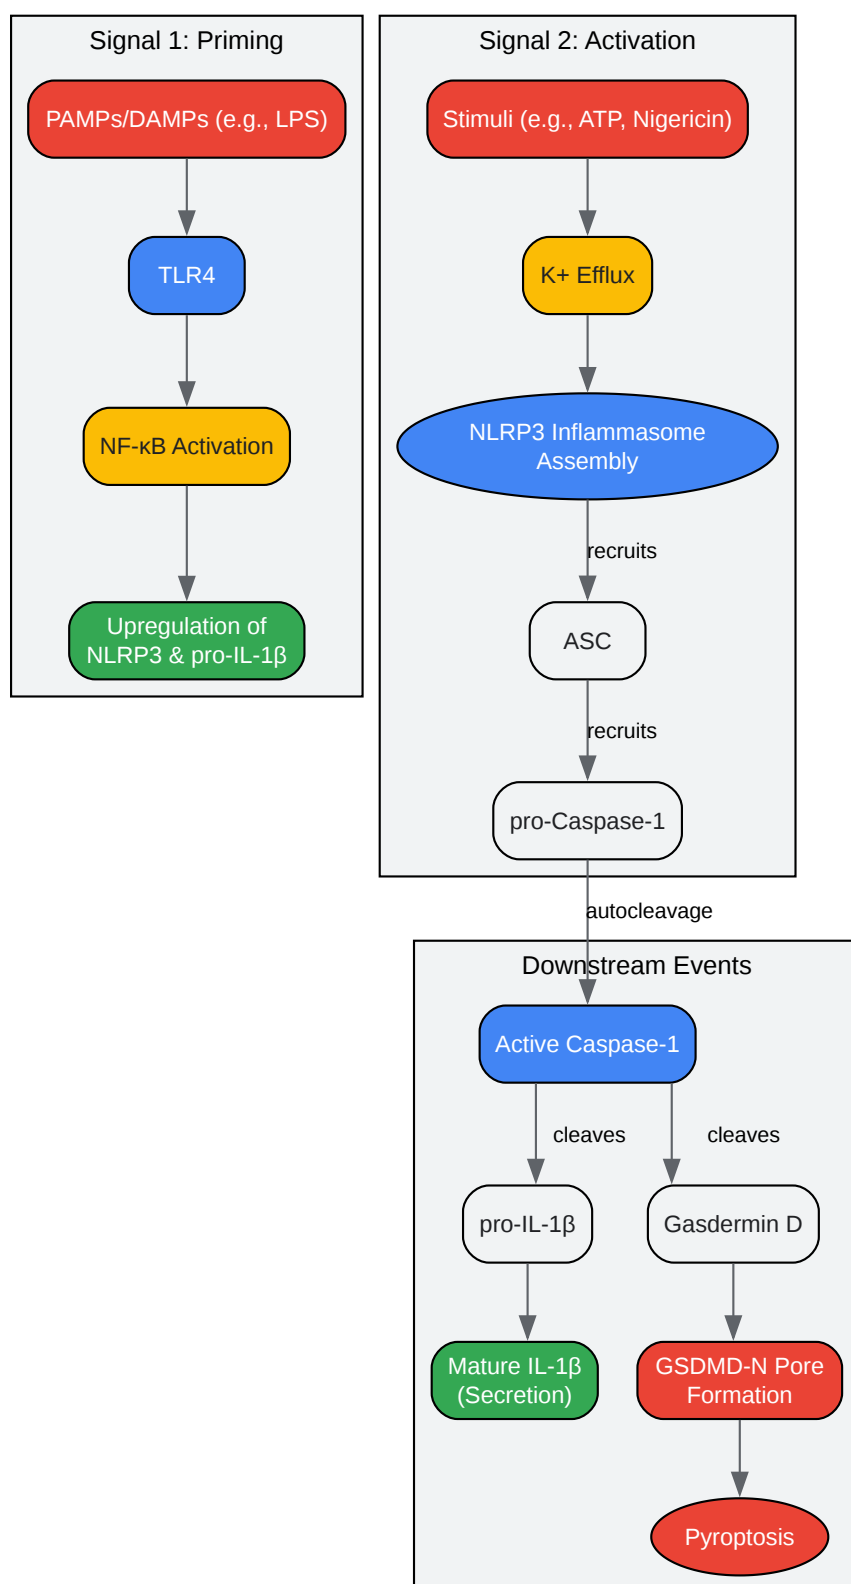 Signal 1: Priming
PAMPs/DAMPs (e.g., LPS)
TLR4
NF-κB Activation
Upregulation of
NLRP3 & pro-IL-1β
Signal 2: Activation
Stimuli (e.g., ATP, Nigericin)
K+ Efflux
NLRP3 Inflammasome
Assembly
recruits
ASC
recruits
pro-Caspase-1
autocleavage
Downstream Events
Active Caspase-1
cleaves
cleaves
pro-IL-1β
Gasdermin D
Mature IL-1β
(Secretion)
GSDMD-N Pore
Formation
Pyroptosis